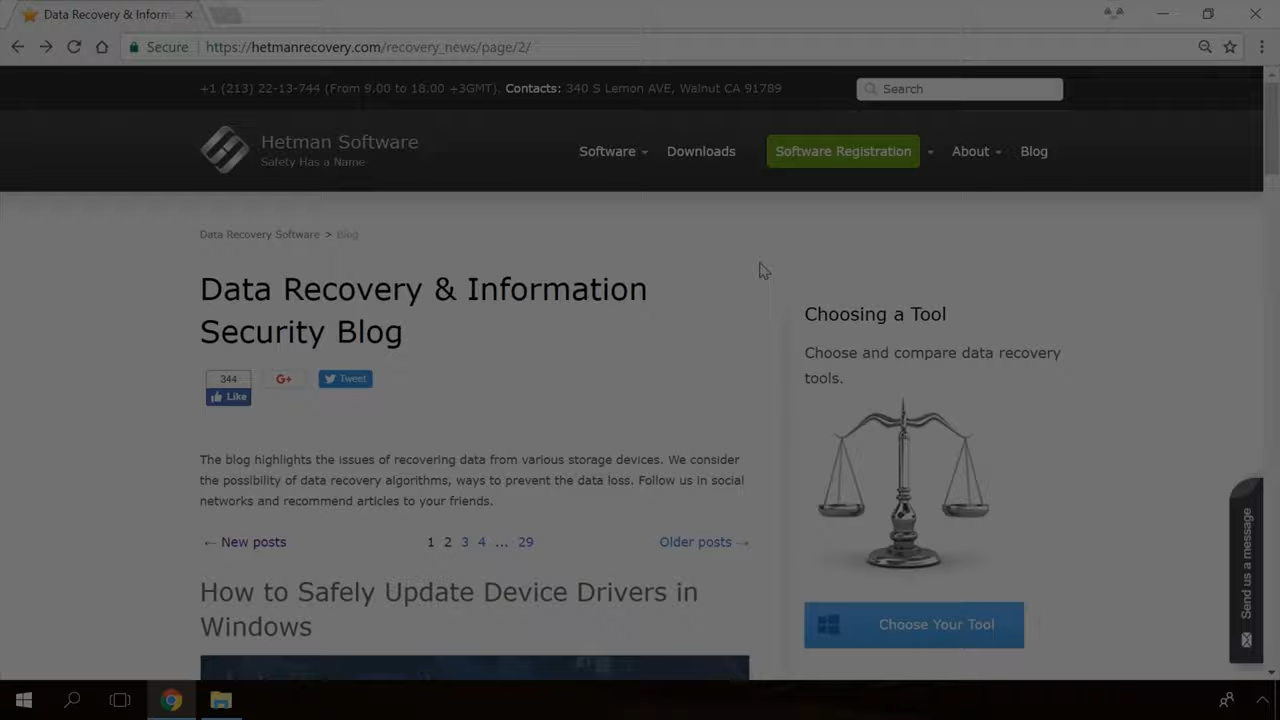 Data Recovery & Inform
Secure
https://hetmanrecovery.com/recovery_news/page/2/
+1 (213) 22-13-744 (From 9.00 to 18.00 +3GMT). Contacts: 340 S Lemon AVE, Walnut CA 91789
Search
Hetman Software
Safety Has a Name
Software
Downloads
Software Registration
About
Blog
Data Recovery Software > Blog
Data Recovery & Information
Security Blog
344
Like
G+
Tweet
The blog highlights the issues of recovering data from various storage devices. We consider
the possibility of data recovery algorithms, ways to prevent the data loss. Follow us in social
networks and recommend articles to your friends.
← New posts
1 2 3 4 ... 29
Older posts →
How to Safely Update Device Drivers in
Windows
Choosing a Tool
Choose and compare data recovery
tools.
Choose Your Tool
Send us a message